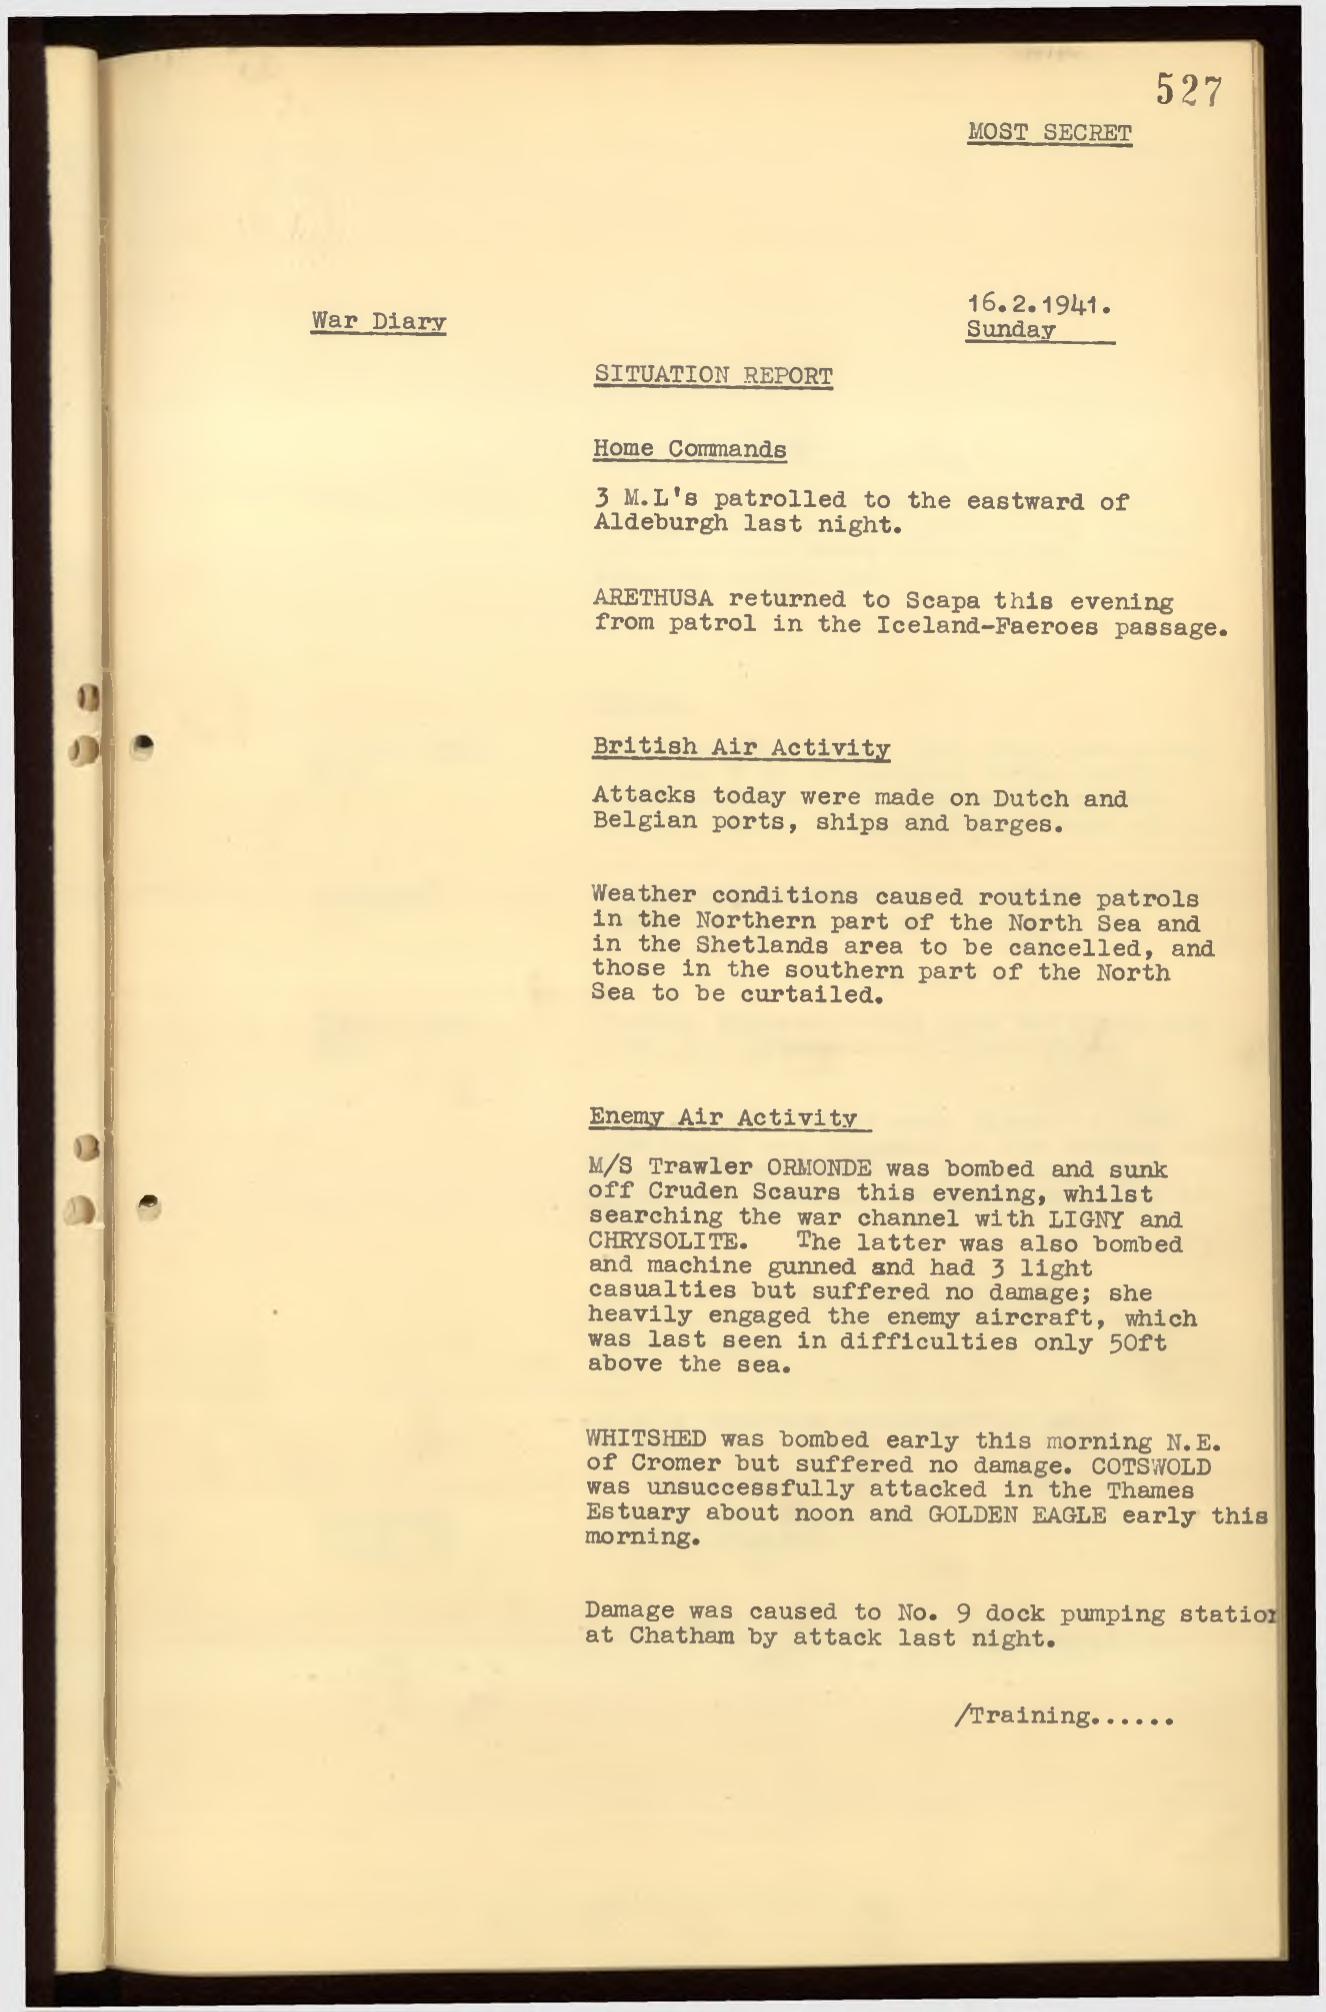 527
MOST SECRET
16.2.1941.
War Diary
Sunday
SITUATION REPORT
Home Commands
3 M.L's patrolled to the eastward of
Aldeburgh last night.
ARETHUSA returned to Scapa this evening
from patrol in the Iceland-Faeroes passage.
British Air Activity
Attacks today were made on Dutch and
Belgian ports, ships and barges.
Weather conditions caused routine patrols
in the Northern part of the North Sea and
in the Shetlands area to be cancelled, and
those in the southern part of the North
Sea to be curtailed.
Enemy Air Activity
M/S Trawler ORMONDE was bombed and sunk
off Cruden Scaurs this evening, whilst
searching the war channel with LIGNY and
CHRYSOLITE.   The latter was also bombed
and machine gunned and had 3 light
casualties but suffered no damage; she
heavily engaged the enemy aircraft, which
was last seen in difficulties only 50ft
above the sea.
WHITSHED was bombed early this morning N.E.
of Cromer but suffered no damage. COTSWOLD
was unsuccessfully attacked in the Thames
Estuary about noon and GOLDEN EAGLE early this
morning.
Damage was caused to No. 9 dock pumping station
at Chatham by attack last night.
/Training......